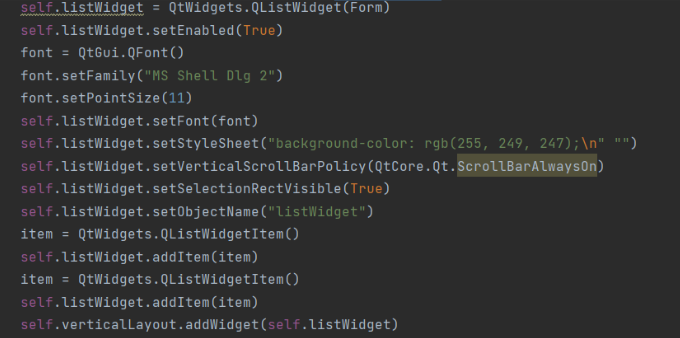 self.listWidget = QtWidgets.QListWidget(Form)
self.listWidget.setEnabled(True)
font = QtGui.QFont()
font.setFamily("MS Shell Dlg 2")
font.setPointSize(11)
self.listWidget.setFont(font)
self.listWidget.setStyleSheet("background-color: rgb(255, 249, 247);\n" "")
self.listWidget.setVerticalScrollBarPolicy(QtCore.Qt.ScrollBarAlwaysOn)
self.listWidget.setSelectionRectVisible(True)
self.listWidget.setObjectName("listWidget")
item = QtWidgets.QListWidgetItem()
self.listWidget.addItem(item)
item = QtWidgets.QListWidgetItem()
self.listWidget.addItem(item)
self.verticalLayout.addWidget(self.listWidget)